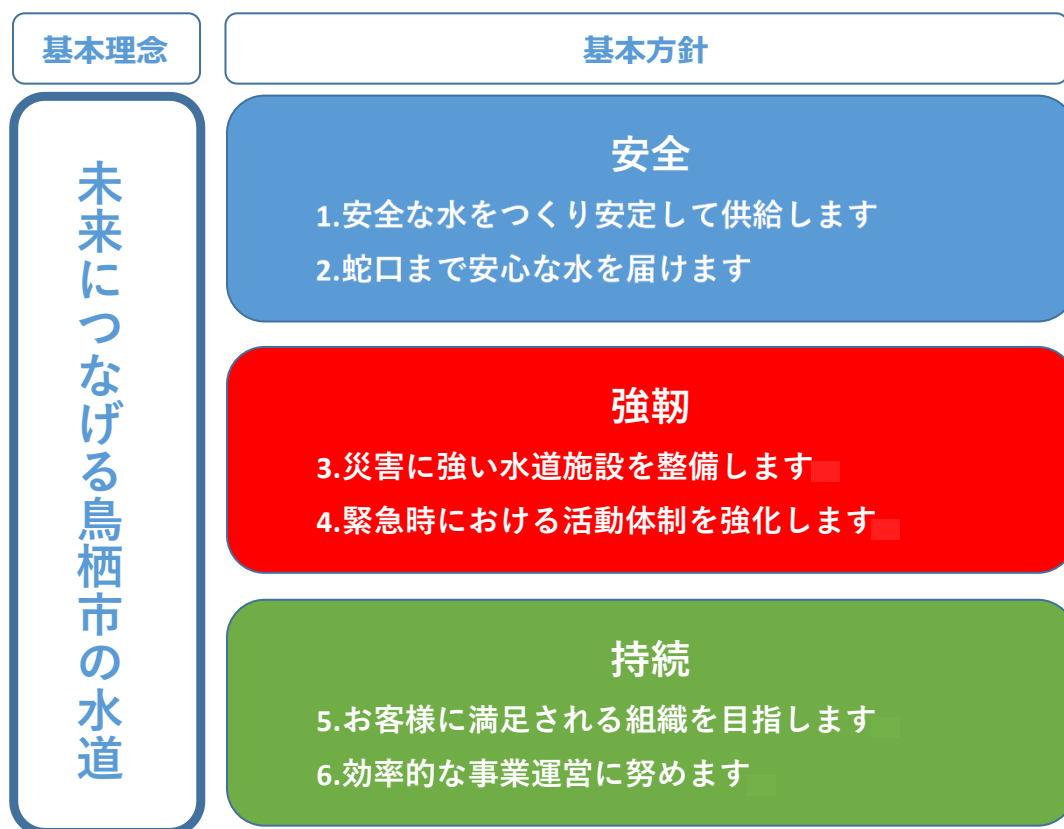 基本理念
基本方針
未来につなげる鳥栖市の水道
安全
1.安全な水をつくり安定して供給します
2.蛇口まで安心な水を届けます
強靭
3.災害に強い水道施設を整備します
4.緊急時における活動体制を強化します
持続
5.お客様に満足される組織を目指します
6.効率的な事業運営に努めます